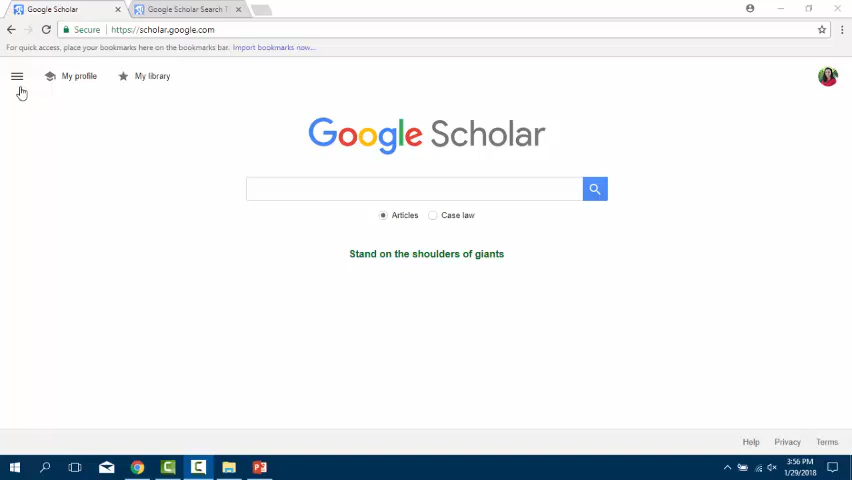 Google Scholar
Google Scholar Search T
Secure
https://scholar.google.com
For quick access, place your bookmarks here on the bookmarks bar. Import bookmarks now...
My profile
My library
Google Scholar
Articles
Case law
Stand on the shoulders of giants
Help
Privacy
Terms
3:56 PM
1/29/2018